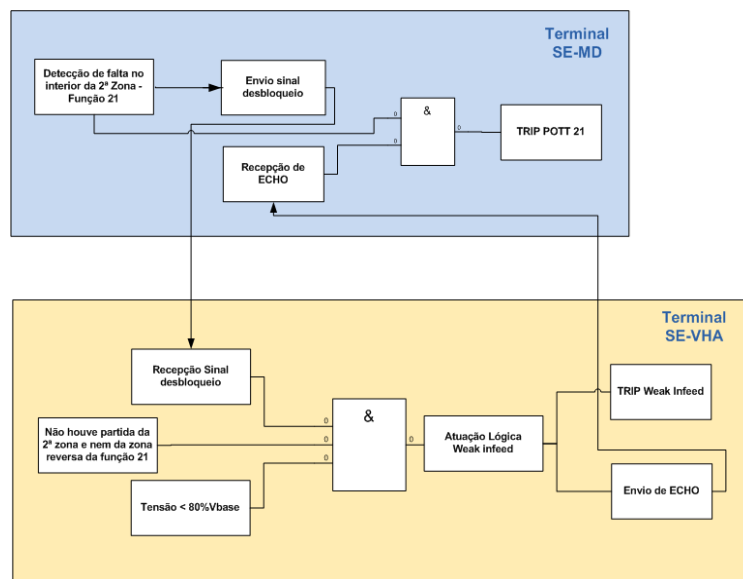 Terminal
SE-MD
Detecção de falta no
interior da 2ª Zona -
Função 21
Envio sinal
desbloqueio
&
0
0
0
TRIP POTT 21
Recepção de
ECHO
Terminal
SE-VHA
Recepção Sinal
desbloqueio
Não houve partida da
2ª zona e nem da zona
reversa da função 21
Tensão < 80%Vbase
&
0
0
0
0
Atuação Lógica
Weak infeed
TRIP Weak Infeed
Envio de ECHO